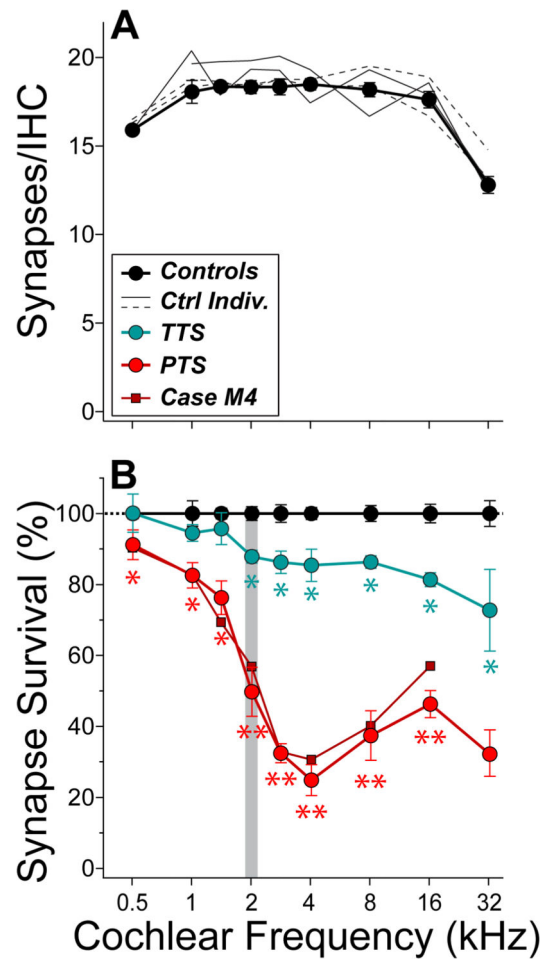 A
Synapses/IHC
20
15
10
5
0
Controls
Ctrl Indiv.
TTS
PTS
Case M4
B
Synapse Survival (%)
100
80
60
40
20
0
* * * ** ** ** ** **
* * * * * *
0.5 1 2 4 8 16 32
Cochlear Frequency (kHz)